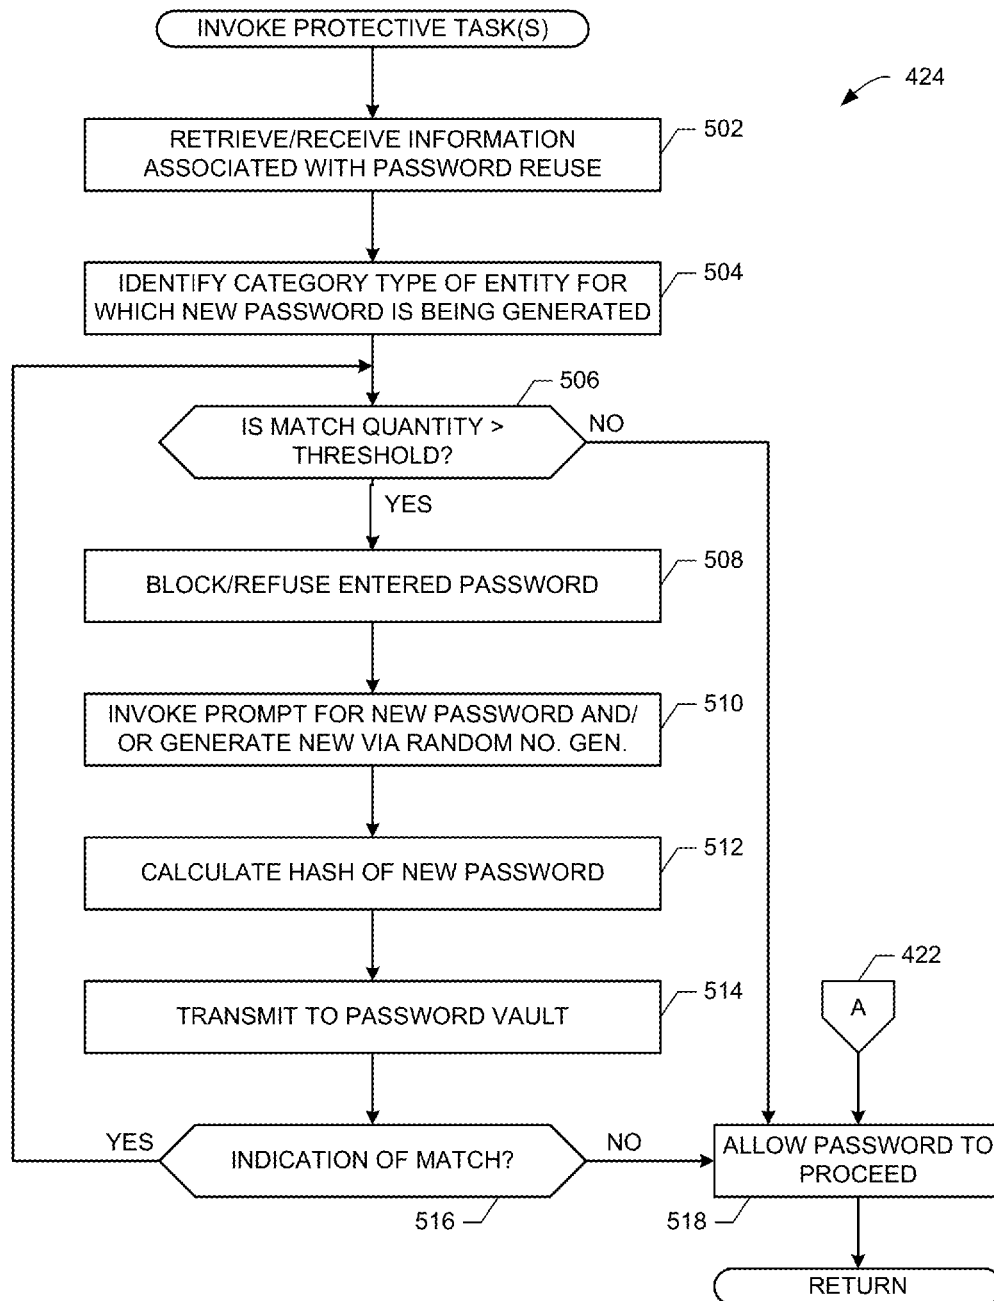 INVOKE PROTECTIVE TASK(S)
424
RETRIEVE/RECEIVE INFORMATION
ASSOCIATED WITH PASSWORD REUSE
502
IDENTIFY CATEGORY TYPE OF ENTITY FOR
WHICH NEW PASSWORD IS BEING GENERATED
504
506
IS MATCH QUANTITY >
THRESHOLD?
NO
YES
BLOCK/REFUSE ENTERED PASSWORD
508
INVOKE PROMPT FOR NEW PASSWORD AND/
OR GENERATE NEW VIA RANDOM NO. GEN.
510
CALCULATE HASH OF NEW PASSWORD
512
TRANSMIT TO PASSWORD VAULT
514
422
A
YES
INDICATION OF MATCH?
NO
516
ALLOW PASSWORD TO
PROCEED
518
RETURN